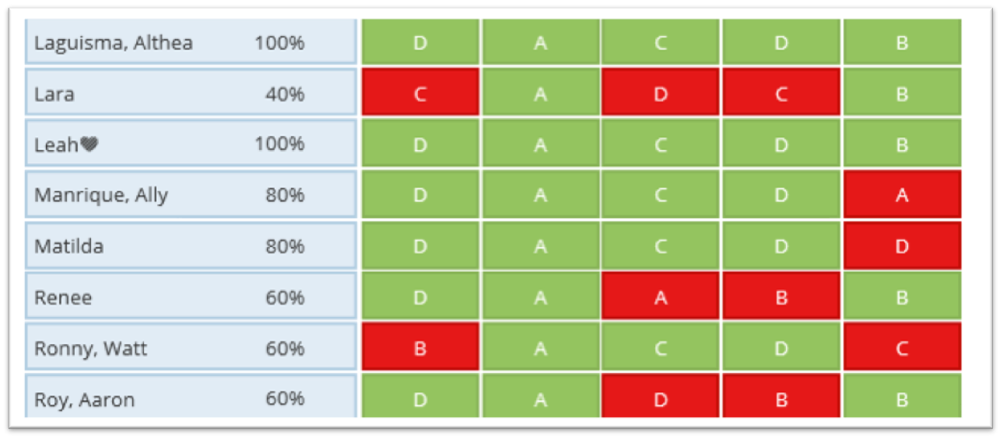 Laguisma, Althea 100% D A C D B
Lara 40% C A D C B
Leah🖤 100% D A C D B
Manrique, Ally 80% D A C D A
Matilda 80% D A C D D
Renee 60% D A A B B
Ronny, Watt 60% B A C D C
Roy, Aaron 60% D A D B B